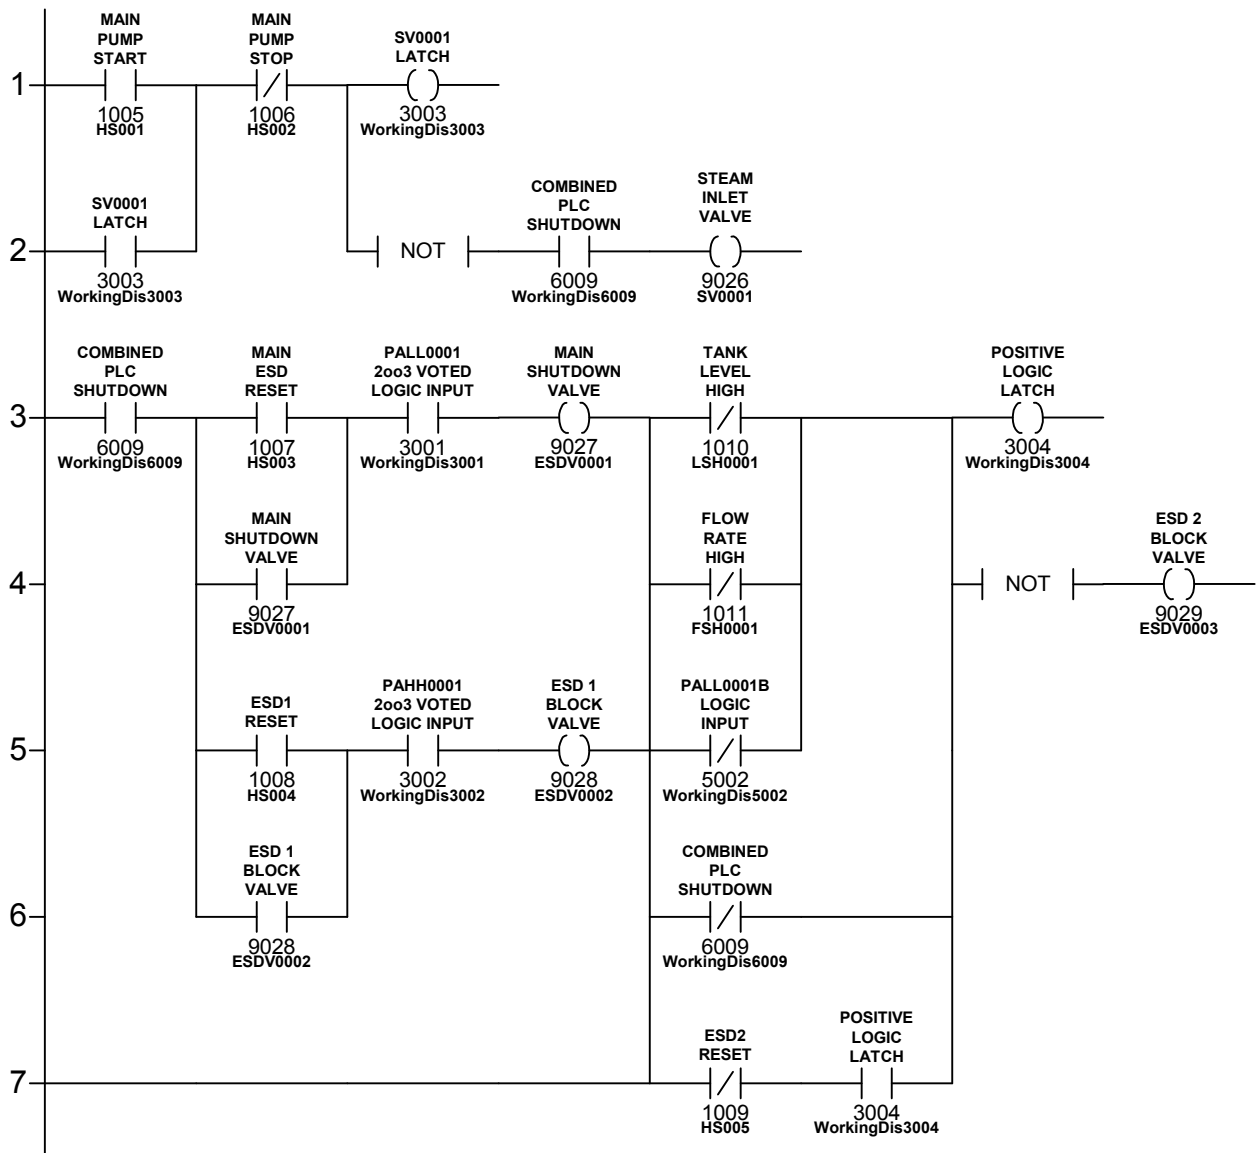 MAIN
PUMP
START
MAIN
PUMP
STOP
SV0001
LATCH
1
1005
HS001
1006
HS002
3003
WorkingDis3003
SV0001
LATCH
COMBINED
PLC
SHUTDOWN
STEAM
INLET
VALVE
2
NOT
3003
WorkingDis3003
6009
WorkingDis6009
9026
SV0001
COMBINED
PLC
SHUTDOWN
MAIN
ESD
RESET
PALL0001
2oo3 VOTED
LOGIC INPUT
MAIN
SHUTDOWN
VALVE
TANK
LEVEL
HIGH
POSITIVE
LOGIC
LATCH
3
6009
WorkingDis6009
1007
HS003
3001
WorkingDis3001
9027
ESDV0001
1010
LSH0001
3004
WorkingDis3004
MAIN
SHUTDOWN
VALVE
FLOW
RATE
HIGH
ESD 2
BLOCK
VALVE
4
NOT
9027
ESDV0001
1011
FSH0001
9029
ESDV0003
ESD1
RESET
PAHH0001
2oo3 VOTED
LOGIC INPUT
ESD 1
BLOCK
VALVE
PALL0001B
LOGIC
INPUT
5
1008
HS004
3002
WorkingDis3002
9028
ESDV0002
5002
WorkingDis5002
ESD 1
BLOCK
VALVE
COMBINED
PLC
SHUTDOWN
6
9028
ESDV0002
6009
WorkingDis6009
ESD2
RESET
POSITIVE
LOGIC
LATCH
7
1009
HS005
3004
WorkingDis3004